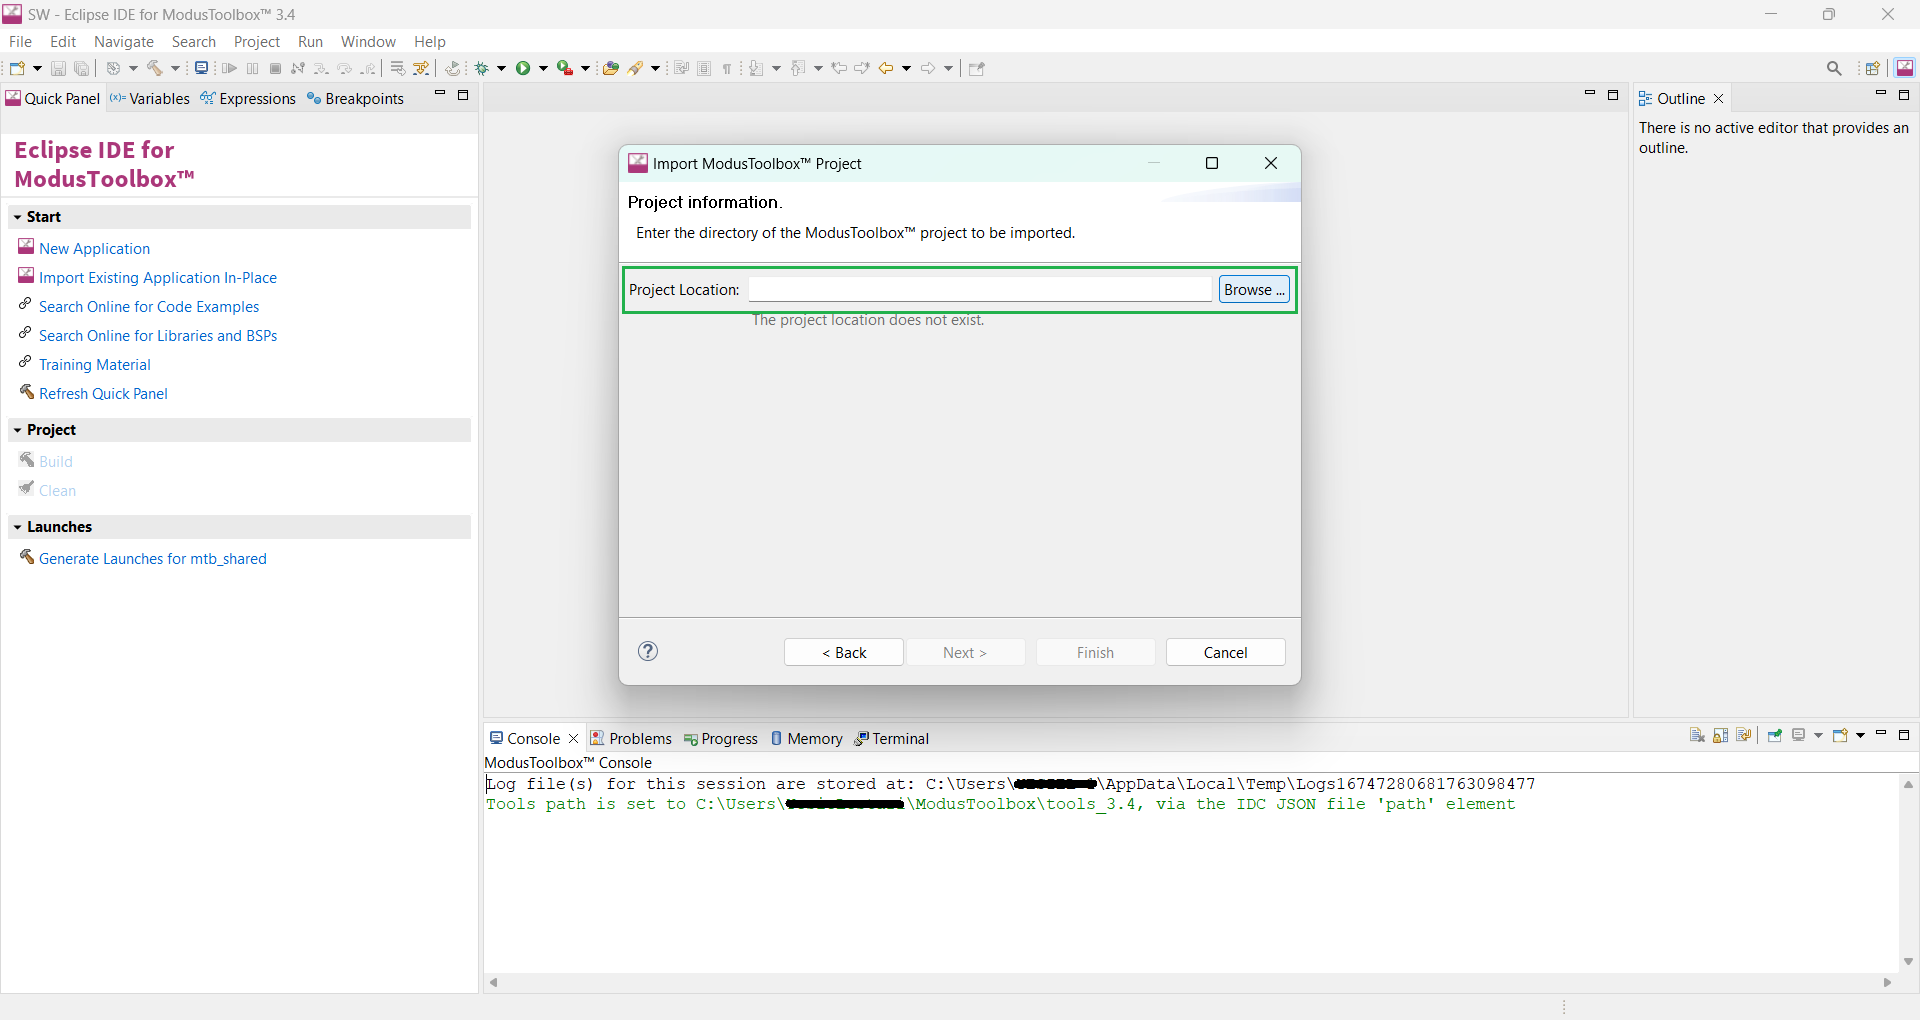 SW - Eclipse IDE for ModusToolbox™ 3.4
File Edit Navigate Search Project Run Window Help
Quick Panel Variables Expressions Breakpoints
Outline
There is no active editor that provides an
outline.
Eclipse IDE for
ModusToolbox™
Start
New Application
Import Existing Application In-Place
Search Online for Code Examples
Search Online for Libraries and BSPs
Training Material
Refresh Quick Panel
Project
Build
Clean
Launches
Generate Launches for mtb_shared
Import ModusToolbox™ Project
Project information.
Enter the directory of the ModusToolbox™ project to be imported.
Project Location: Browse ...
The project location does not exist.
< Back Next > Finish Cancel
Console Problems Progress Memory Terminal
ModusToolbox™ Console
Log file(s) for this session are stored at: C:\Users\ \AppData\Local\Temp\Logs16747280681763098477
Tools path is set to C:\Users\ \ModusToolbox\tools_3.4, via the IDC JSON file 'path' element